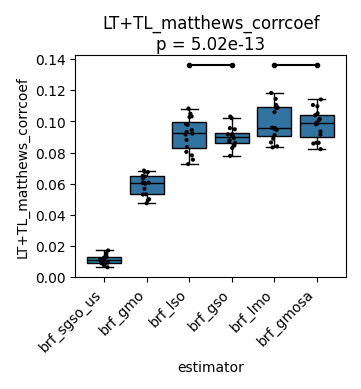 LT+TL_matthews_corrcoef
p = 5.02e-13
LT+TL_matthews_corrcoef
0.14
0.12
0.10
0.08
0.06
0.04
0.02
0.00
brf_sgso_us
brf_gmo
brf_lso
brf_gso
brf_lmo
brf_gmosa
estimator